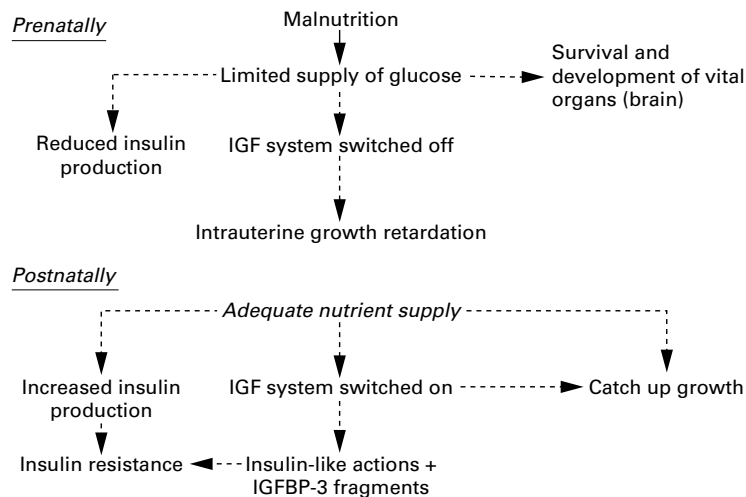 Prenatally
Malnutrition
Limited supply of glucose
Survival and
development of vital
organs (brain)
Reduced insulin
production
IGF system switched off
Intrauterine growth retardation
Postnatally
Adequate nutrient supply
Increased insulin
production
IGF system switched on
Catch up growth
Insulin resistance
Insulin-like actions +
IGFBP-3 fragments